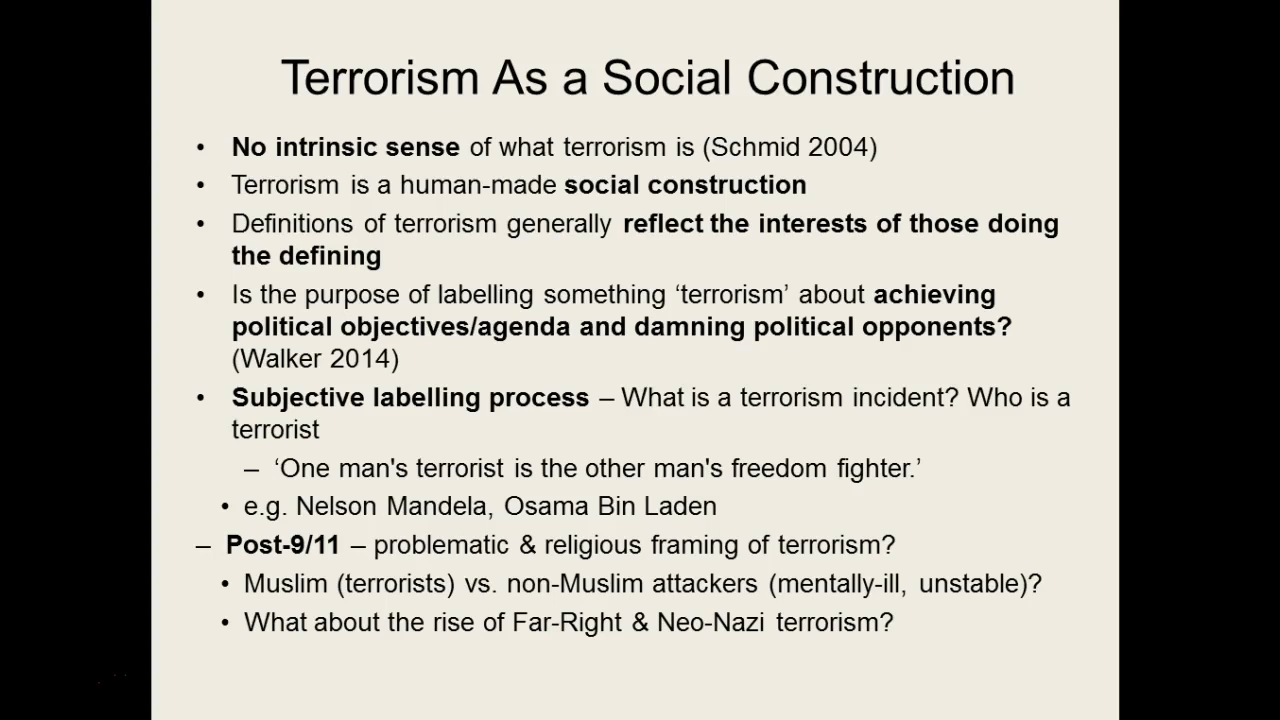 Terrorism As a Social Construction
• No intrinsic sense of what terrorism is (Schmid 2004)
• Terrorism is a human-made social construction
• Definitions of terrorism generally reflect the interests of those doing
the defining
• Is the purpose of labelling something ‘terrorism’ about achieving
political objectives/agenda and damning political opponents?
(Walker 2014)
• Subjective labelling process – What is a terrorism incident? Who is a
terrorist
– ‘One man's terrorist is the other man's freedom fighter.’
• e.g. Nelson Mandela, Osama Bin Laden
– Post-9/11 – problematic & religious framing of terrorism?
• Muslim (terrorists) vs. non-Muslim attackers (mentally-ill, unstable)?
• What about the rise of Far-Right & Neo-Nazi terrorism?